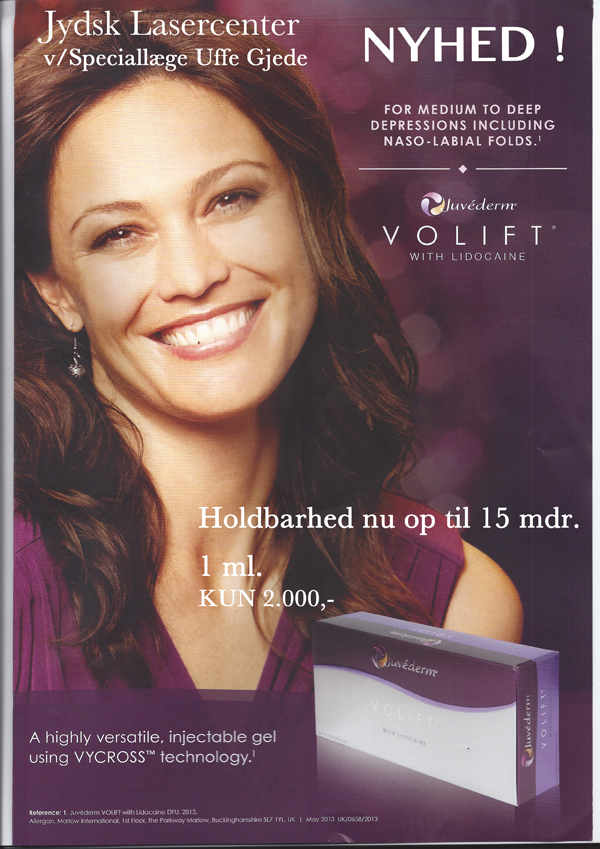 Jydsk Lasercenter
v/Speciallæge Uffe Gjede
NYHED !
FOR MEDIUM TO DEEP
DEPRESSIONS INCLUDING
NASO-LABIAL FOLDS.¹
Juvéderm®
VOLIFT®
WITH LIDOCAINE
Holdbarhed nu op til 15 mdr.
1 ml.
KUN 2.000,-
Juvéderm®
VOLIFT®
WITH LIDOCAINE
Juvéderm®
VOLIFT®
A highly versatile, injectable gel
using VYCROSS™ technology.¹
Reference: 1. Juvéderm VOLIFT with Lidocaine DFU, 2013.
Allergan, Marlow International, 1st Floor, The Parkway Marlow, Buckinghamshire SL7 1YL, UK | May 2013 UK/0658/2013